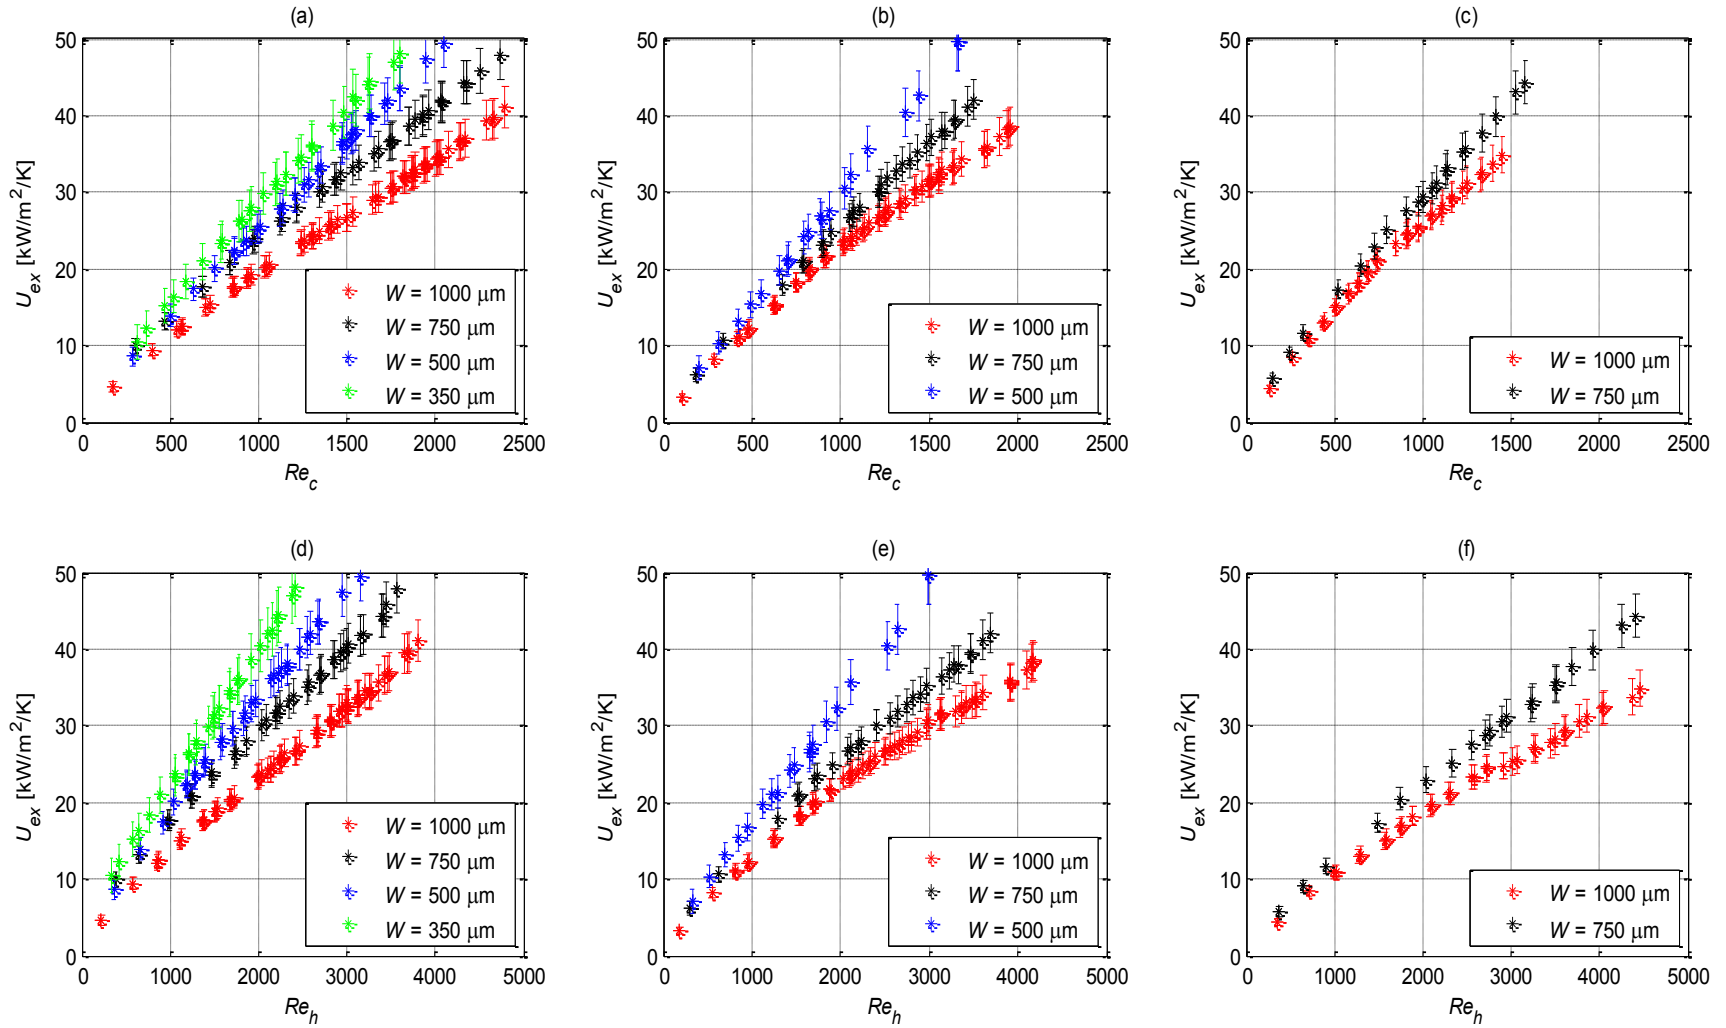 (a)
50
40
30
20
10
0
U_ex [kW/m²/K]
W = 1000 μm
W = 750 μm
W = 500 μm
W = 350 μm
0 500 1000 1500 2000 2500
Re_c
(b)
50
40
30
20
10
0
U_ex [kW/m²/K]
W = 1000 μm
W = 750 μm
W = 500 μm
0 500 1000 1500 2000 2500
Re_c
(c)
50
40
30
20
10
0
U_ex [kW/m²/K]
W = 1000 μm
W = 750 μm
0 500 1000 1500 2000 2500
Re_c
(d)
50
40
30
20
10
0
U_ex [kW/m²/K]
W = 1000 μm
W = 750 μm
W = 500 μm
W = 350 μm
0 1000 2000 3000 4000 5000
Re_h
(e)
50
40
30
20
10
0
U_ex [kW/m²/K]
W = 1000 μm
W = 750 μm
W = 500 μm
0 1000 2000 3000 4000 5000
Re_h
(f)
50
40
30
20
10
0
U_ex [kW/m²/K]
W = 1000 μm
W = 750 μm
0 1000 2000 3000 4000 5000
Re_h